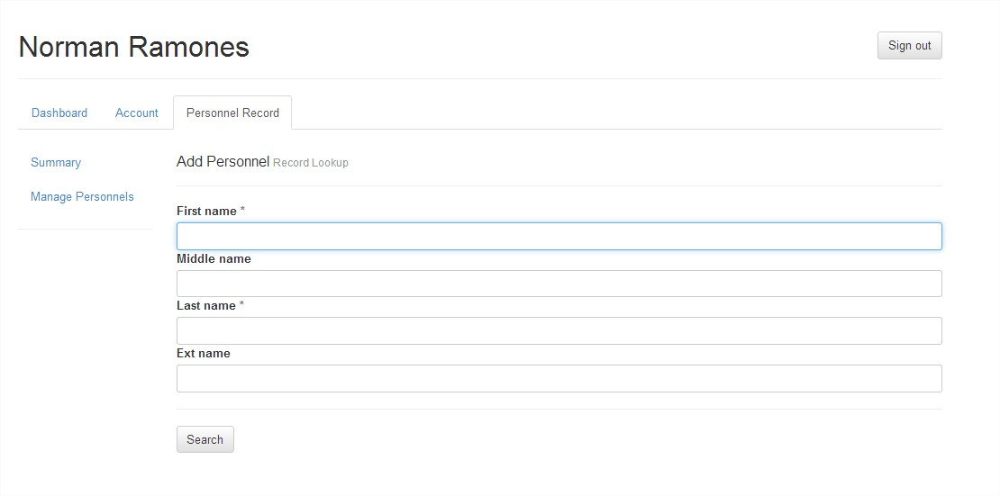 Norman Ramones
Sign out
Dashboard Account Personnel Record
Summary
Manage Personnels
Add Personnel Record Lookup
First name *
Middle name
Last name *
Ext name
Search